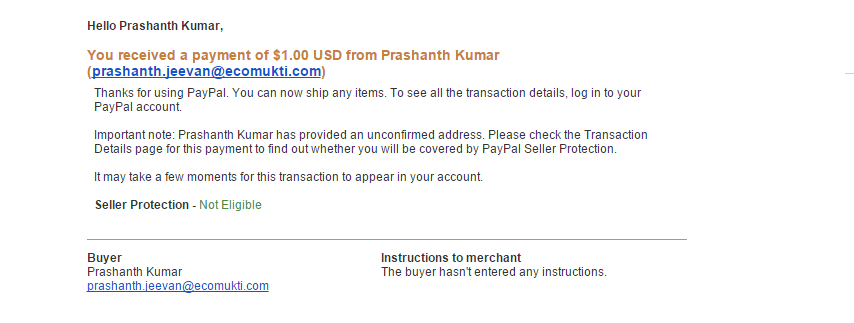 Hello Prashanth Kumar,
You received a payment of $1.00 USD from Prashanth Kumar
(prashanth.jeevan@ecomukti.com)
Thanks for using PayPal. You can now ship any items. To see all the transaction details, log in to your
PayPal account.
Important note: Prashanth Kumar has provided an unconfirmed address. Please check the Transaction
Details page for this payment to find out whether you will be covered by PayPal Seller Protection.
It may take a few moments for this transaction to appear in your account.
Seller Protection - Not Eligible
Buyer
Prashanth Kumar
prashanth.jeevan@ecomukti.com
Instructions to merchant
The buyer hasn't entered any instructions.